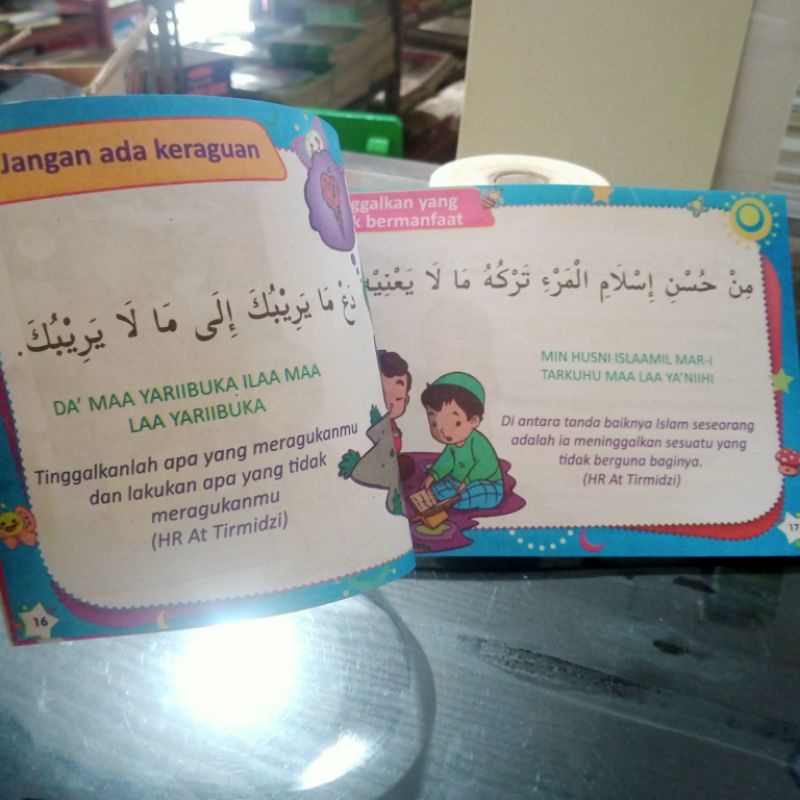 Jangan ada keraguan
دَعْ مَا يَرِيْبُكَ إِلَى مَا لَا يَرِيْبُكَ.
DA' MAA YARIIBUKA ILAA MAA
LAA YARIIBUKA
Tinggalkanlah apa yang meragukanmu
dan lakukan apa yang tidak
meragukanmu
(HR At Tirmidzi)
16
ggalkan yang
k bermanfaat
مِنْ حُسْنِ إِسْلَامِ الْمَرْءِ تَرْكُهُ مَا لَا يَعْنِيْهِ
MIN HUSNI ISLAAMIL MAR-I
TARKUHU MAA LAA YA'NIIHI
Di antara tanda baiknya Islam seseorang
adalah ia meninggalkan sesuatu yang
tidak berguna baginya.
(HR At Tirmidzi)
17